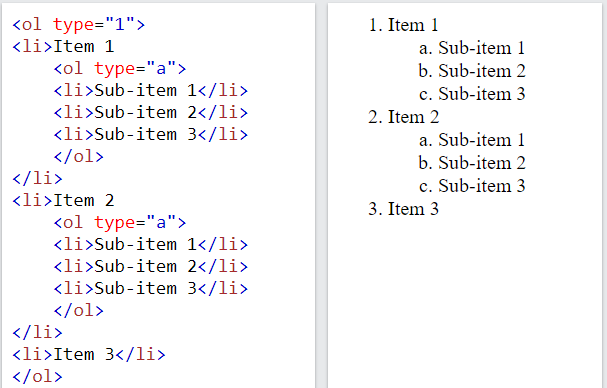 <ol type="1">
<li>Item 1
<ol type="a">
<li>Sub-item 1</li>
<li>Sub-item 2</li>
<li>Sub-item 3</li>
</ol>
</li>
<li>Item 2
<ol type="a">
<li>Sub-item 1</li>
<li>Sub-item 2</li>
<li>Sub-item 3</li>
</ol>
</li>
<li>Item 3</li>
</ol>
1. Item 1
a. Sub-item 1
b. Sub-item 2
c. Sub-item 3
2. Item 2
a. Sub-item 1
b. Sub-item 2
c. Sub-item 3
3. Item 3